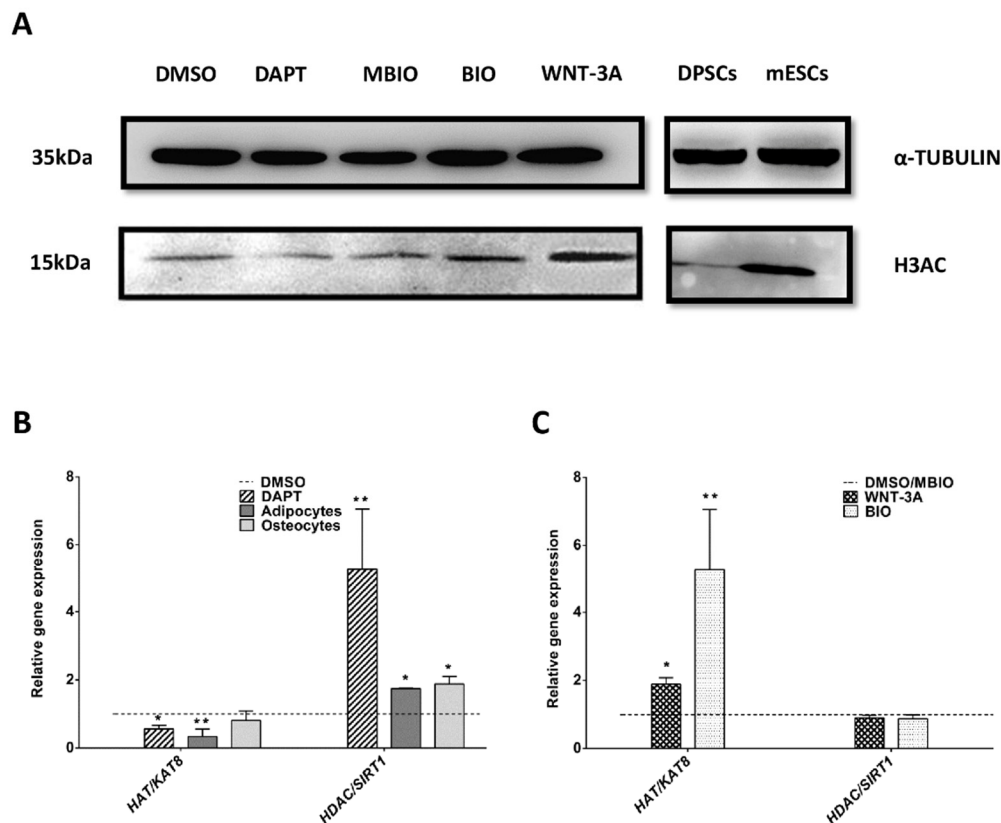 A
DMSO DAPT MBIO BIO WNT-3A DPSCs mESCs
35kDa α-TUBULIN
15kDa H3AC
B
Relative gene expression
8
6
4
2
0
DMSO
DAPT
Adipocytes
Osteocytes
* ** ** * *
HAT/KAT8 HDAC/SIRT1
C
Relative gene expression
8
6
4
2
0
DMSO/MBIO
WNT-3A
BIO
* **
HAT/KAT8 HDAC/SIRT1